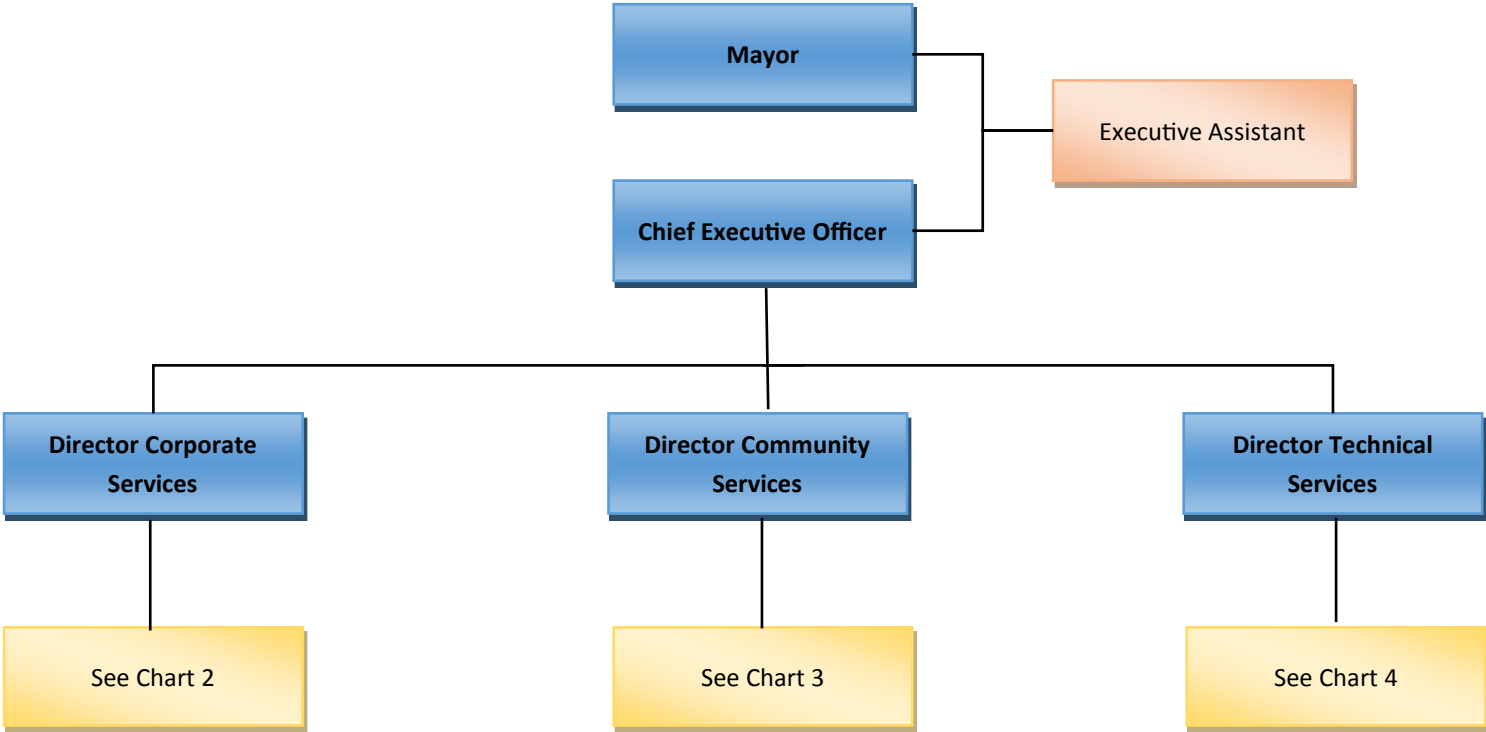 Mayor
Executive Assistant
Chief Executive Officer
Director Corporate
Services
Director Community
Services
Director Technical
Services
See Chart 2
See Chart 3
See Chart 4